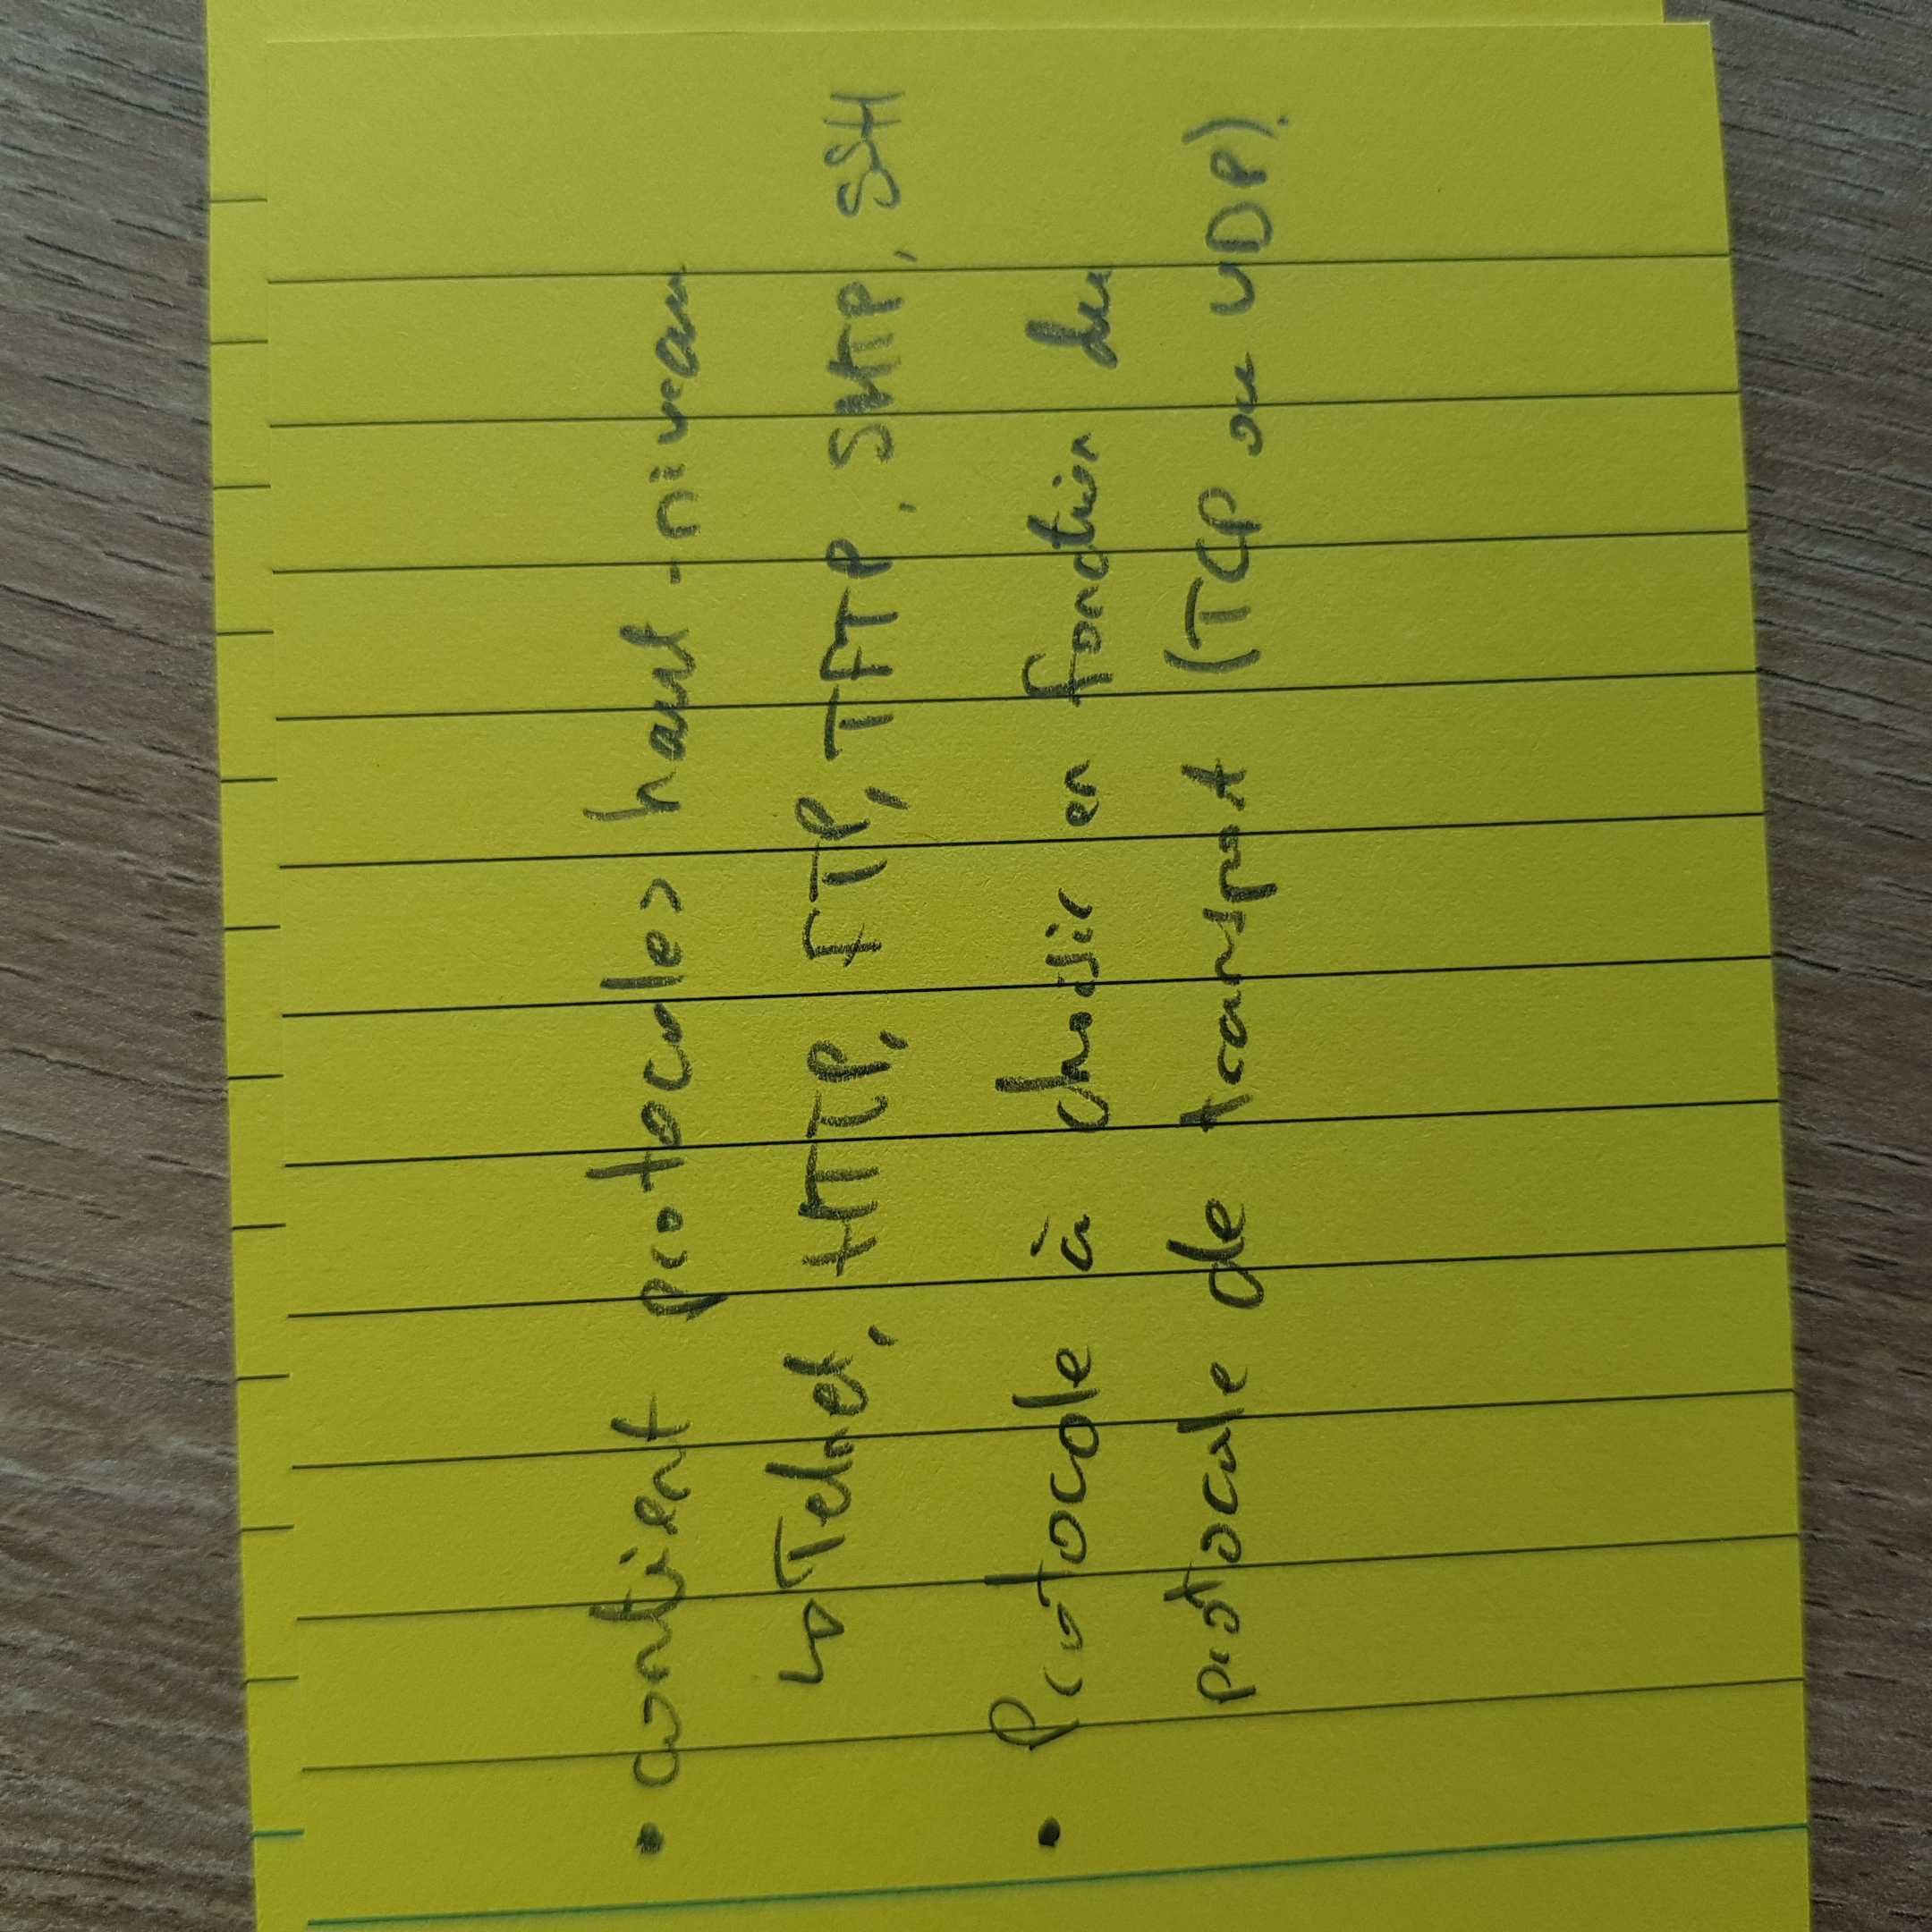 • contient protocoles haut-niveau
↳ Telnet, HTTP, FTP, TFTP, SMTP, SSH
• Protocole à choisir en fonction du
protocole de transport (TCP ou UDP).